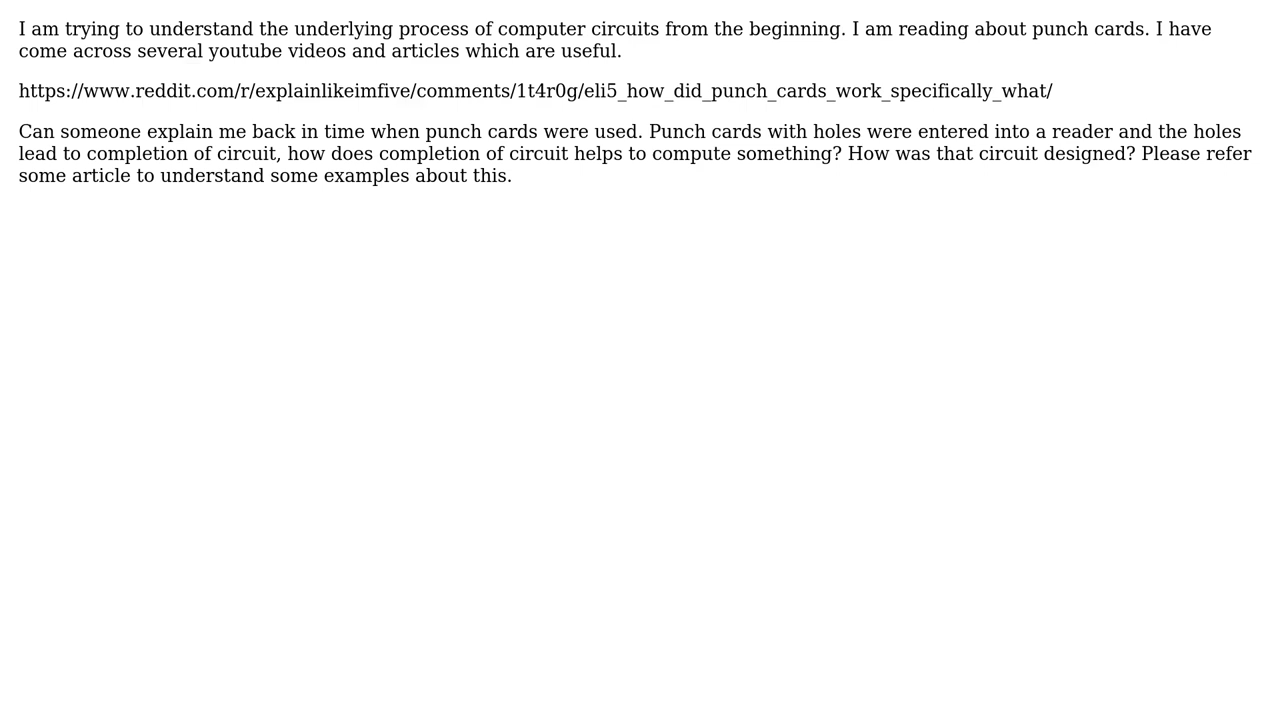 I am trying to understand the underlying process of computer circuits from the beginning. I am reading about punch cards. I have
come across several youtube videos and articles which are useful.
https://www.reddit.com/r/explainlikeimfive/comments/1t4r0g/eli5_how_did_punch_cards_work_specifically_what/
Can someone explain me back in time when punch cards were used. Punch cards with holes were entered into a reader and the holes
lead to completion of circuit, how does completion of circuit helps to compute something? How was that circuit designed? Please refer
some article to understand some examples about this.